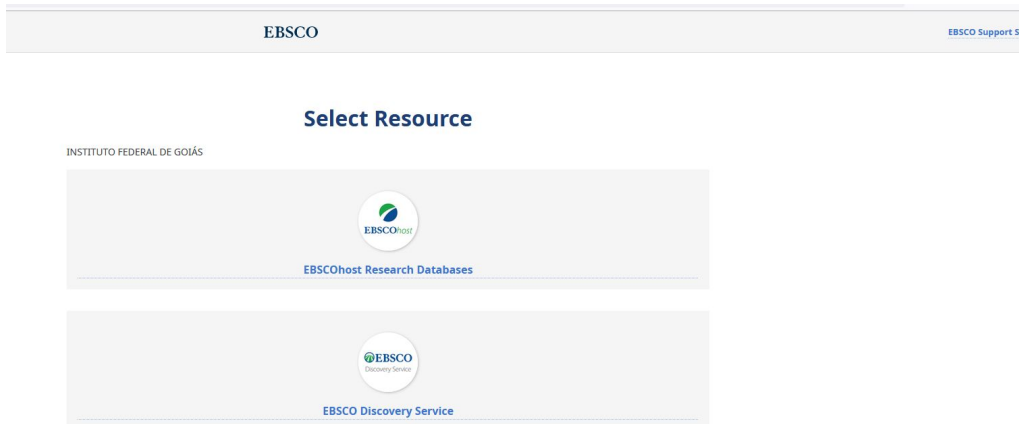 EBSCO
EBSCO Support S
Select Resource
INSTITUTO FEDERAL DE GOIÁS
EBSCOhost
EBSCOhost Research Databases
EBSCO
Discovery Service
EBSCO Discovery Service